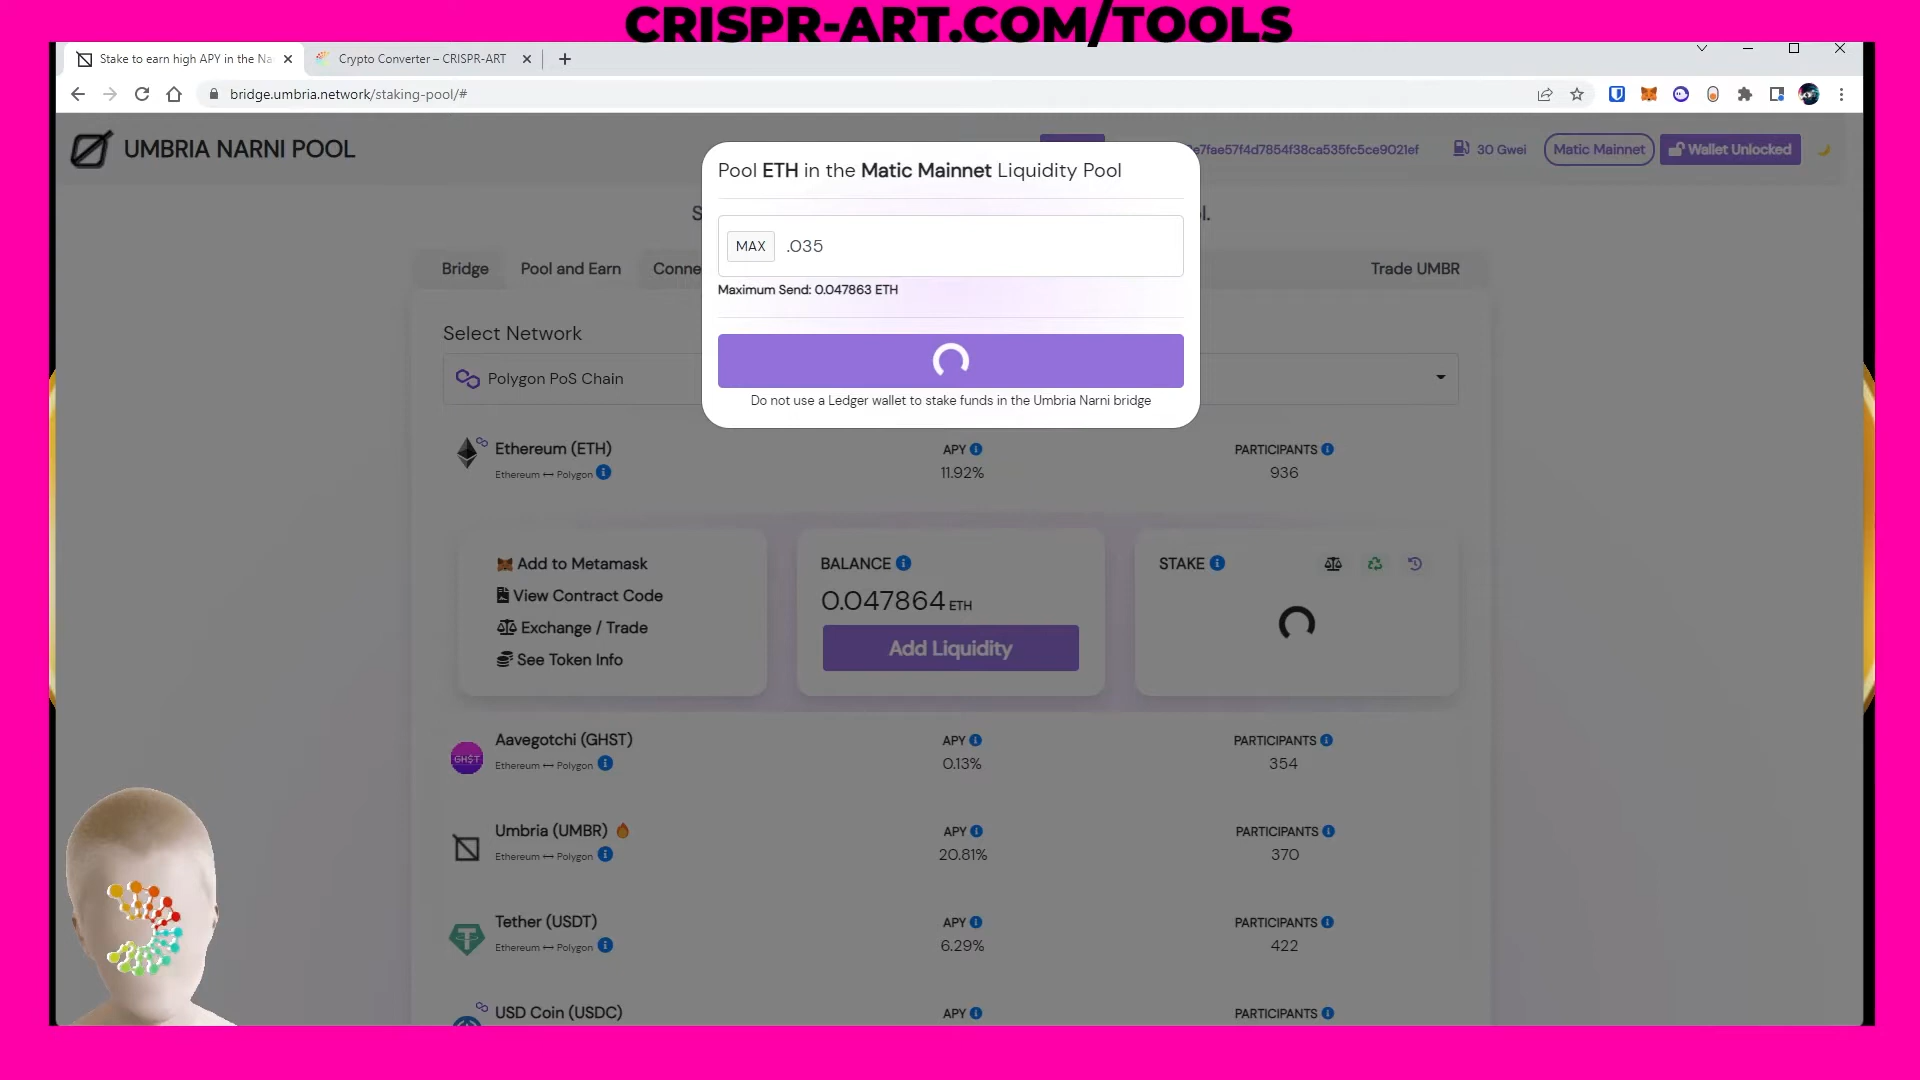 CRISPR-ART.COM/TOOLS
Stake to earn high APY in the Na
Crypto Converter – CRISPR-ART
bridge.umbria.network/staking-pool/#
UMBRIA NARNI POOL
e7fae57f4d7854f38ca535fc5ce9021ef
30 Gwei
Matic Mainnet
Wallet Unlocked
Pool ETH in the Matic Mainnet Liquidity Pool
MAX
.035
Maximum Send: 0.047863 ETH
Do not use a Ledger wallet to stake funds in the Umbria Narni bridge
Bridge
Pool and Earn
Conne
Trade UMBR
Select Network
Polygon PoS Chain
Ethereum (ETH)
Ethereum ↔ Polygon
APY
11.92%
PARTICIPANTS
936
Add to Metamask
View Contract Code
Exchange / Trade
See Token Info
BALANCE
0.047864 ETH
Add Liquidity
STAKE
Aavegotchi (GHST)
GHST
Ethereum ↔ Polygon
APY
0.13%
PARTICIPANTS
354
Umbria (UMBR)
Ethereum ↔ Polygon
APY
20.81%
PARTICIPANTS
370
Tether (USDT)
Ethereum ↔ Polygon
APY
6.29%
PARTICIPANTS
422
USD Coin (USDC)
APY
PARTICIPANTS